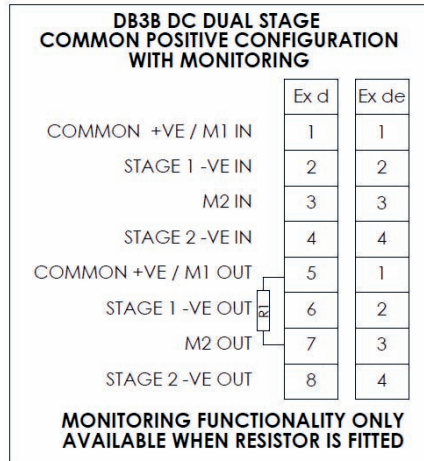 DB3B DC DUAL STAGE
COMMON POSITIVE CONFIGURATION
WITH MONITORING
Ex d Ex de
COMMON +VE / M1 IN 1 1
STAGE 1 -VE IN 2 2
M2 IN 3 3
STAGE 2 -VE IN 4 4
COMMON +VE / M1 OUT 5 1
STAGE 1 -VE OUT R1 6 2
M2 OUT 7 3
STAGE 2 -VE OUT 8 4
MONITORING FUNCTIONALITY ONLY
AVAILABLE WHEN RESISTOR IS FITTED